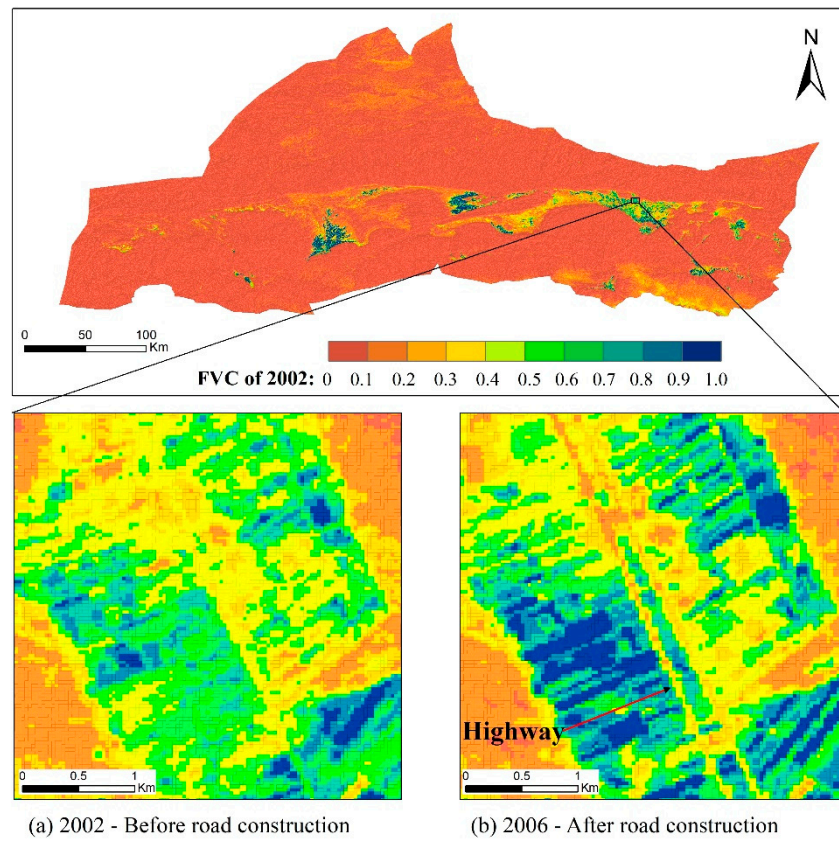 N
0 50 100
Km
FVC of 2002: 0 0.1 0.2 0.3 0.4 0.5 0.6 0.7 0.8 0.9 1.0
Highway
0 0.5 1
Km
0 0.5 1
Km
(a) 2002 - Before road construction
(b) 2006 - After road construction